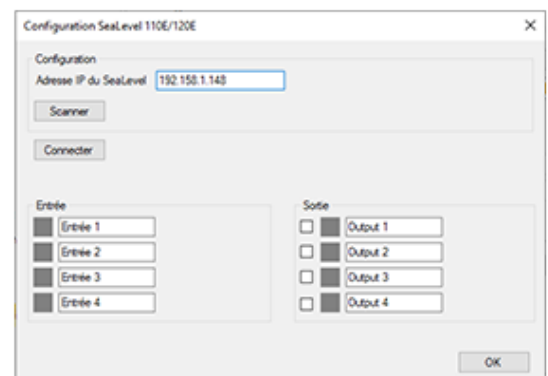 Configuration SeaLevel 110E/120E
Configuration
Adresse IP du SeaLevel 192.158.1.148
Scanner
Connecter
Entrée
Entrée 1
Entrée 2
Entrée 3
Entrée 4
Sortie
Output 1
Output 2
Output 3
Output 4
OK